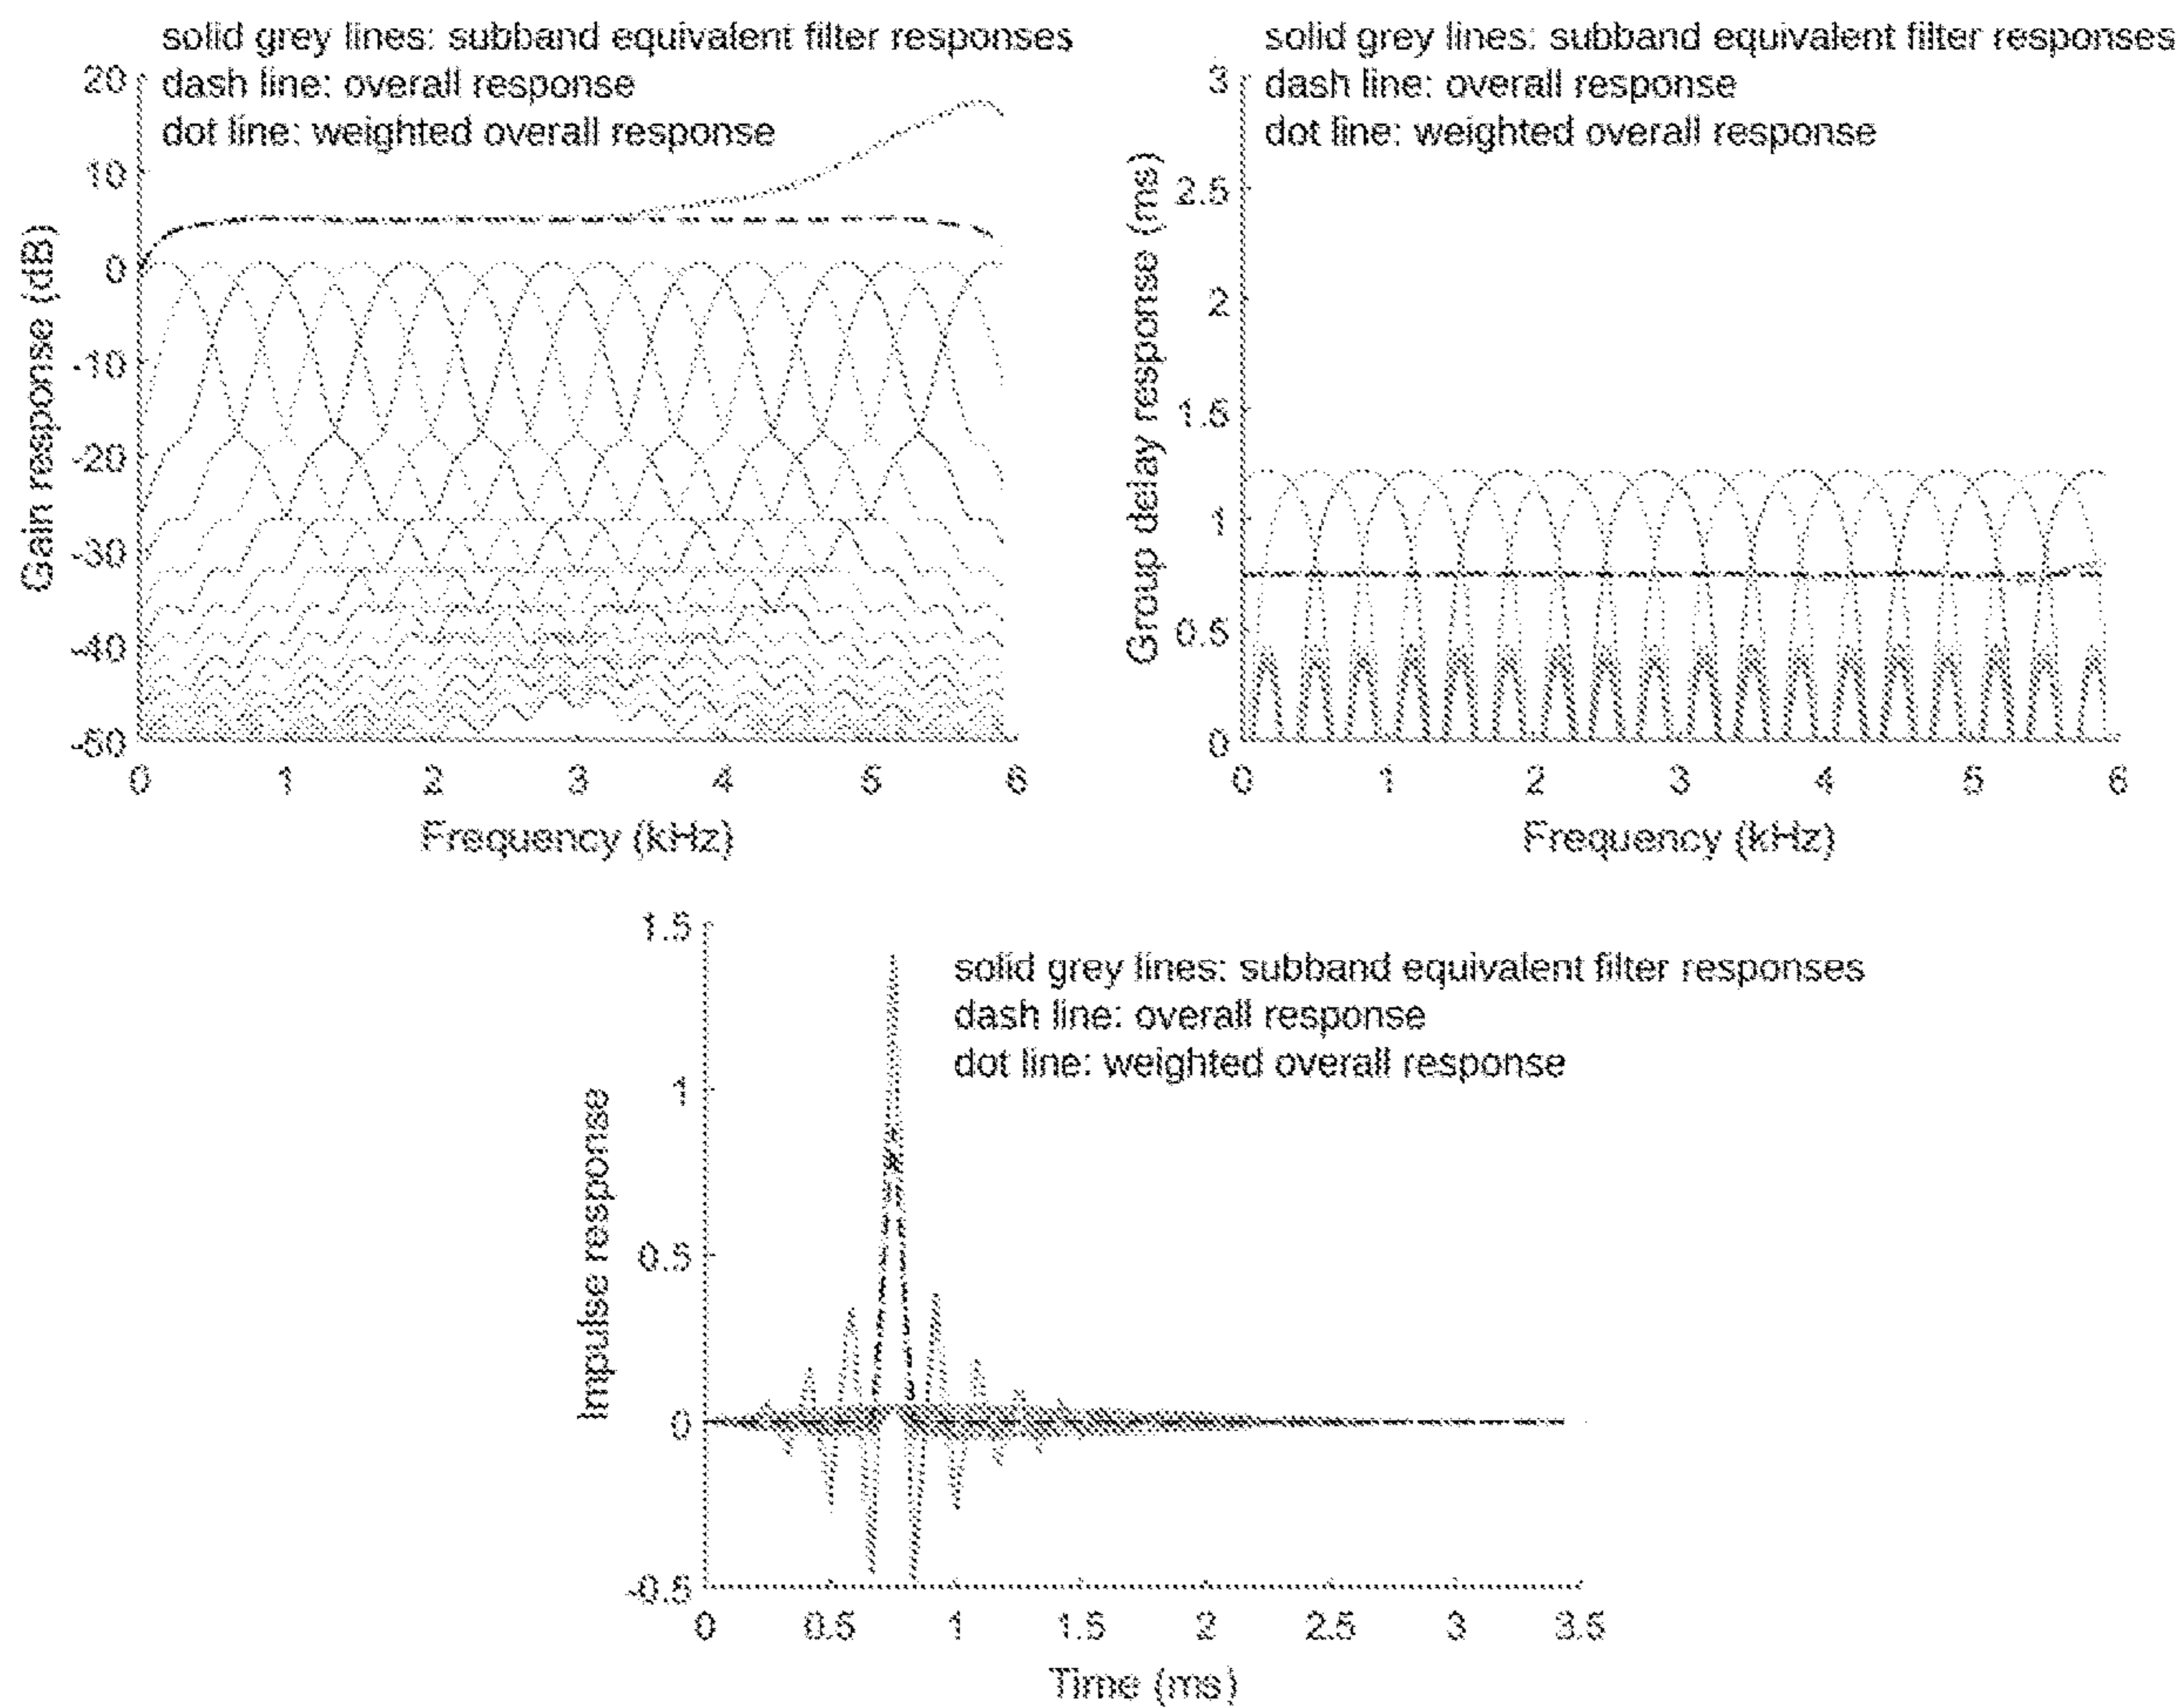 solid grey lines: subband equivalent filter responses
dash line: overall response
dot line: weighted overall response
20
10
0
-10
-20
-30
-40
-50
Gain response (dB)
0 1 2 3 4 5 6
Frequency (kHz)
solid grey lines: subband equivalent filter responses
dash line: overall response
dot line: weighted overall response
3
2.5
2
1.5
1
0.5
0
Group delay response (ms)
0 1 2 3 4 5 6
Frequency (kHz)
solid grey lines: subband equivalent filter responses
dash line: overall response
dot line: weighted overall response
1.5
1
0.5
0
-0.5
Impulse response
0 0.5 1 1.5 2 2.5 3 3.5
Time (ms)